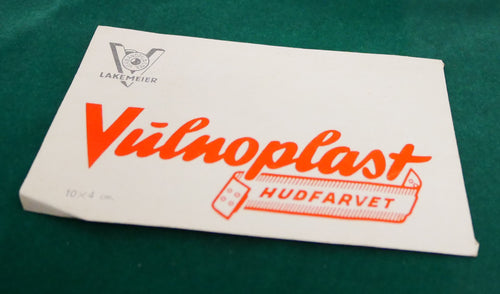 LAKEMEIER
Vulnoplast
HUDFARVET
10×4 cm.